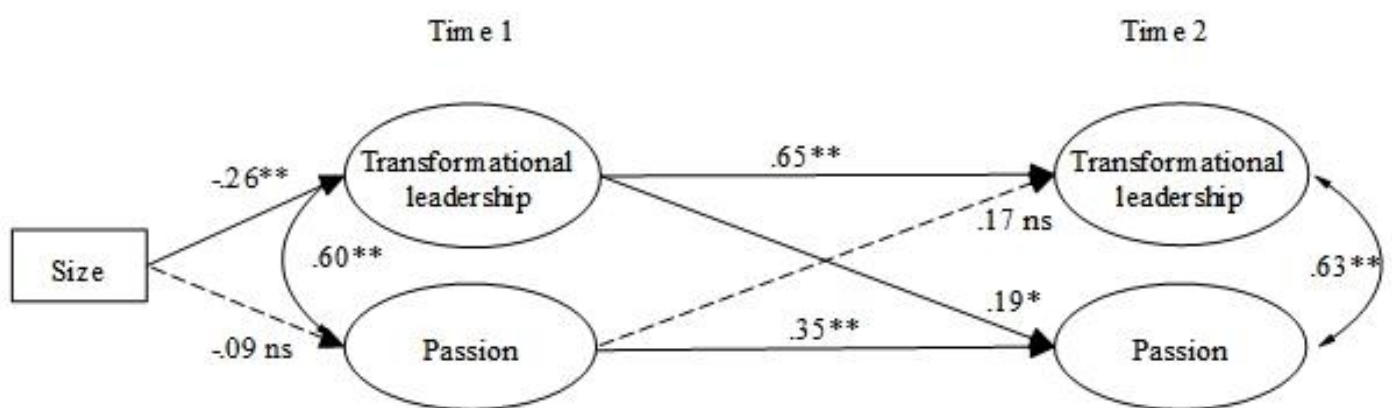 Time 1
Time 2
Transformational
leadership
Transformational
leadership
-.26**
.65**
.17 ns
Size
.60**
.63**
.19*
-.09 ns
Passion
.35**
Passion